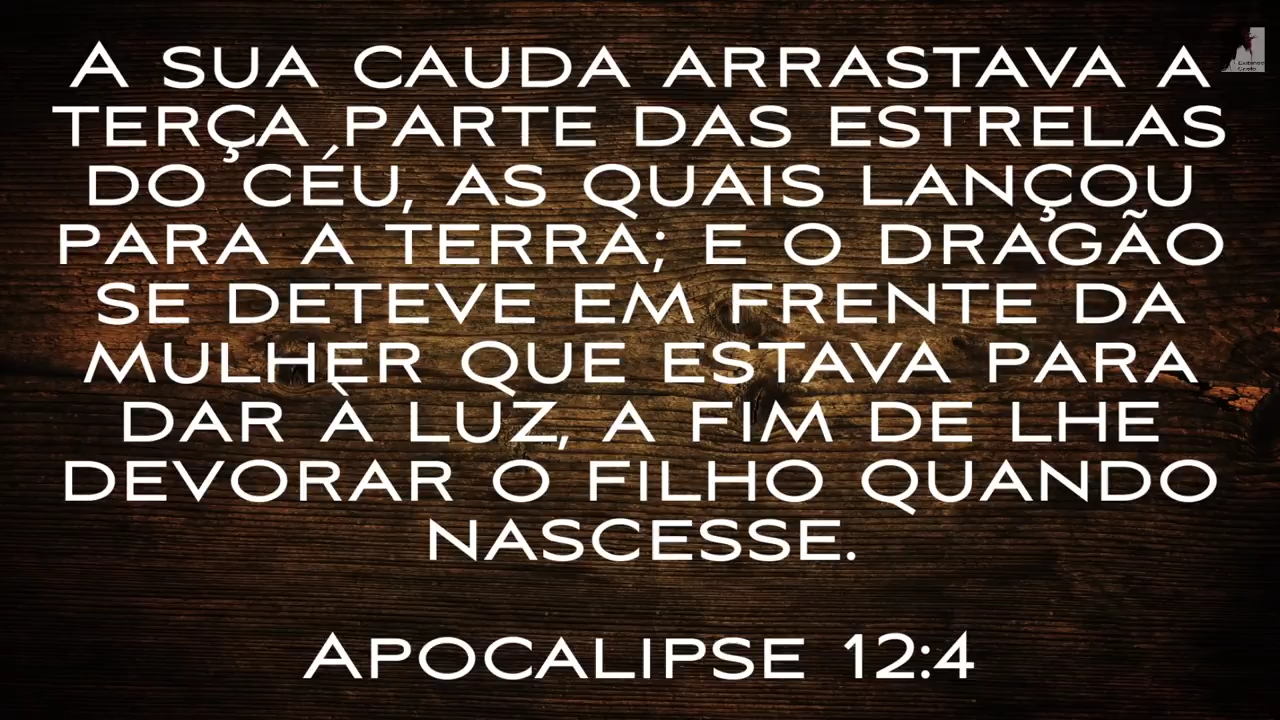 A SUA CAUDA ARRASTAVA A
TERÇA PARTE DAS ESTRELAS
DO CÉU, AS QUAIS LANÇOU
PARA A TERRA; E O DRAGÃO
SE DETEVE EM FRENTE DA
MULHER QUE ESTAVA PARA
DAR À LUZ, A FIM DE LHE
DEVORAR O FILHO QUANDO
NASCESSE.
APOCALIPSE 12:4